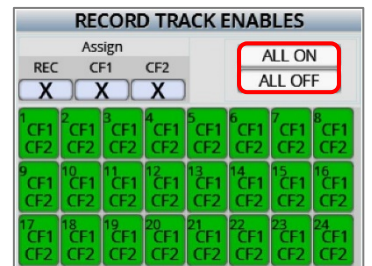 RECORD TRACK ENABLES
Assign
REC CF1 CF2
X X X
ALL ON
ALL OFF
1 2 3 4 5 6 7 8
CF1 CF1 CF1 CF1 CF1 CF1 CF1 CF1
CF2 CF2 CF2 CF2 CF2 CF2 CF2 CF2
9 10 11 12 13 14 15 16
CF1 CF1 CF1 CF1 CF1 CF1 CF1 CF1
CF2 CF2 CF2 CF2 CF2 CF2 CF2 CF2
17 18 19 20 21 22 23 24
CF1 CF1 CF1 CF1 CF1 CF1 CF1 CF1
CF2 CF2 CF2 CF2 CF2 CF2 CF2 CF2